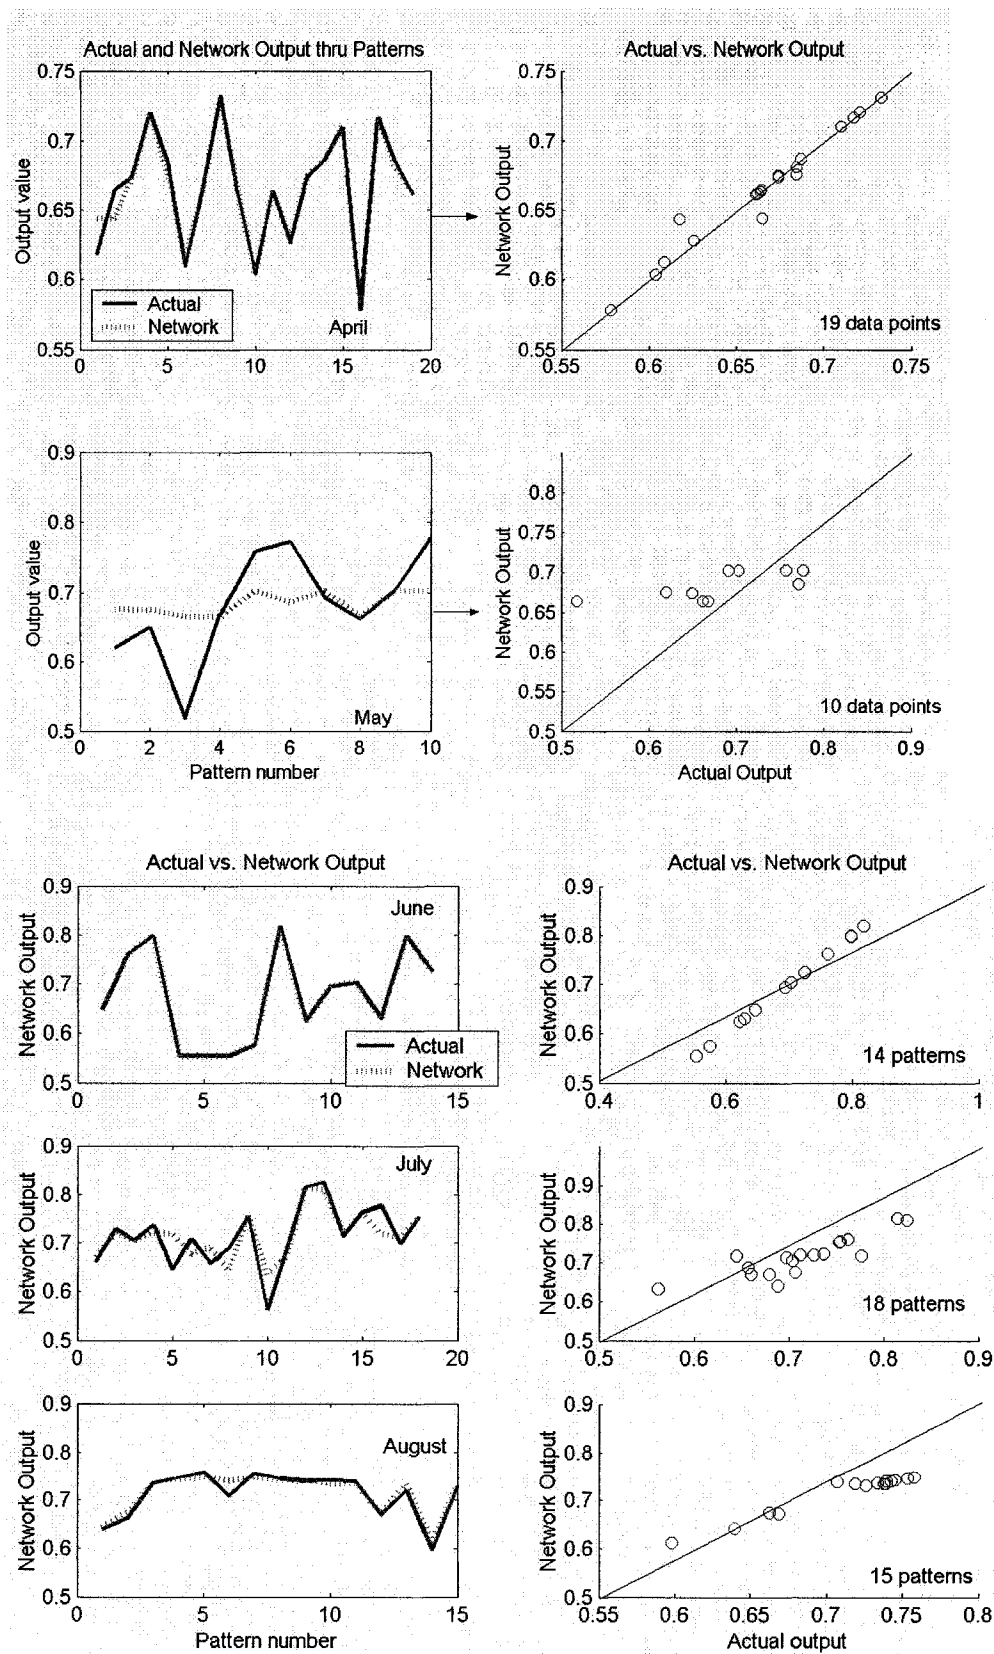 Actual and Network Output thru Patterns
Actual vs. Network Output
0.75
0.7
0.65
0.6
0.55
Output value
Actual
Network
April
0 5 10 15 20
0.75
0.7
0.65
0.6
0.55
Network Output
19 data points
0.55 0.6 0.65 0.7 0.75
0.9
0.8
0.7
0.6
0.5
Output value
May
0 2 4 6 8 10
Pattern number
0.8
0.75
0.7
0.65
0.6
0.55
0.5
Network Output
10 data points
0.5 0.6 0.7 0.8 0.9
Actual Output
Actual vs. Network Output
Actual vs. Network Output
0.9
0.8
0.7
0.6
0.5
Network Output
June
Actual
Network
0 5 10 15
0.9
0.8
0.7
0.6
0.5
Network Output
14 patterns
0.4 0.6 0.8 1
0.9
0.8
0.7
0.6
0.5
Network Output
July
0 5 10 15 20
0.9
0.8
0.7
0.6
0.5
Network Output
18 patterns
0.5 0.6 0.7 0.8 0.9
0.9
0.8
0.7
0.6
0.5
Network Output
August
0 5 10 15
Pattern number
0.9
0.8
0.7
0.6
0.5
Network Output
15 patterns
0.55 0.6 0.65 0.7 0.75 0.8
Actual output